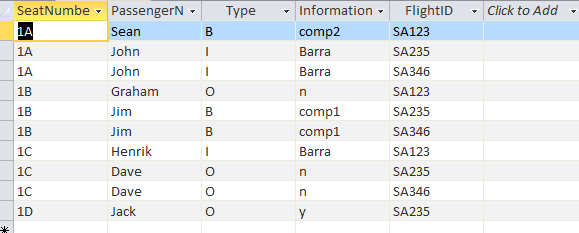 SeatNumbe PassengerN Type Information FlightID Click to Add
1A Sean B comp2 SA123
1A John I Barra SA235
1A John I Barra SA346
1B Graham O n SA123
1B Jim B comp1 SA235
1B Jim B comp1 SA346
1C Henrik I Barra SA123
1C Dave O n SA235
1C Dave O n SA346
1D Jack O y SA235